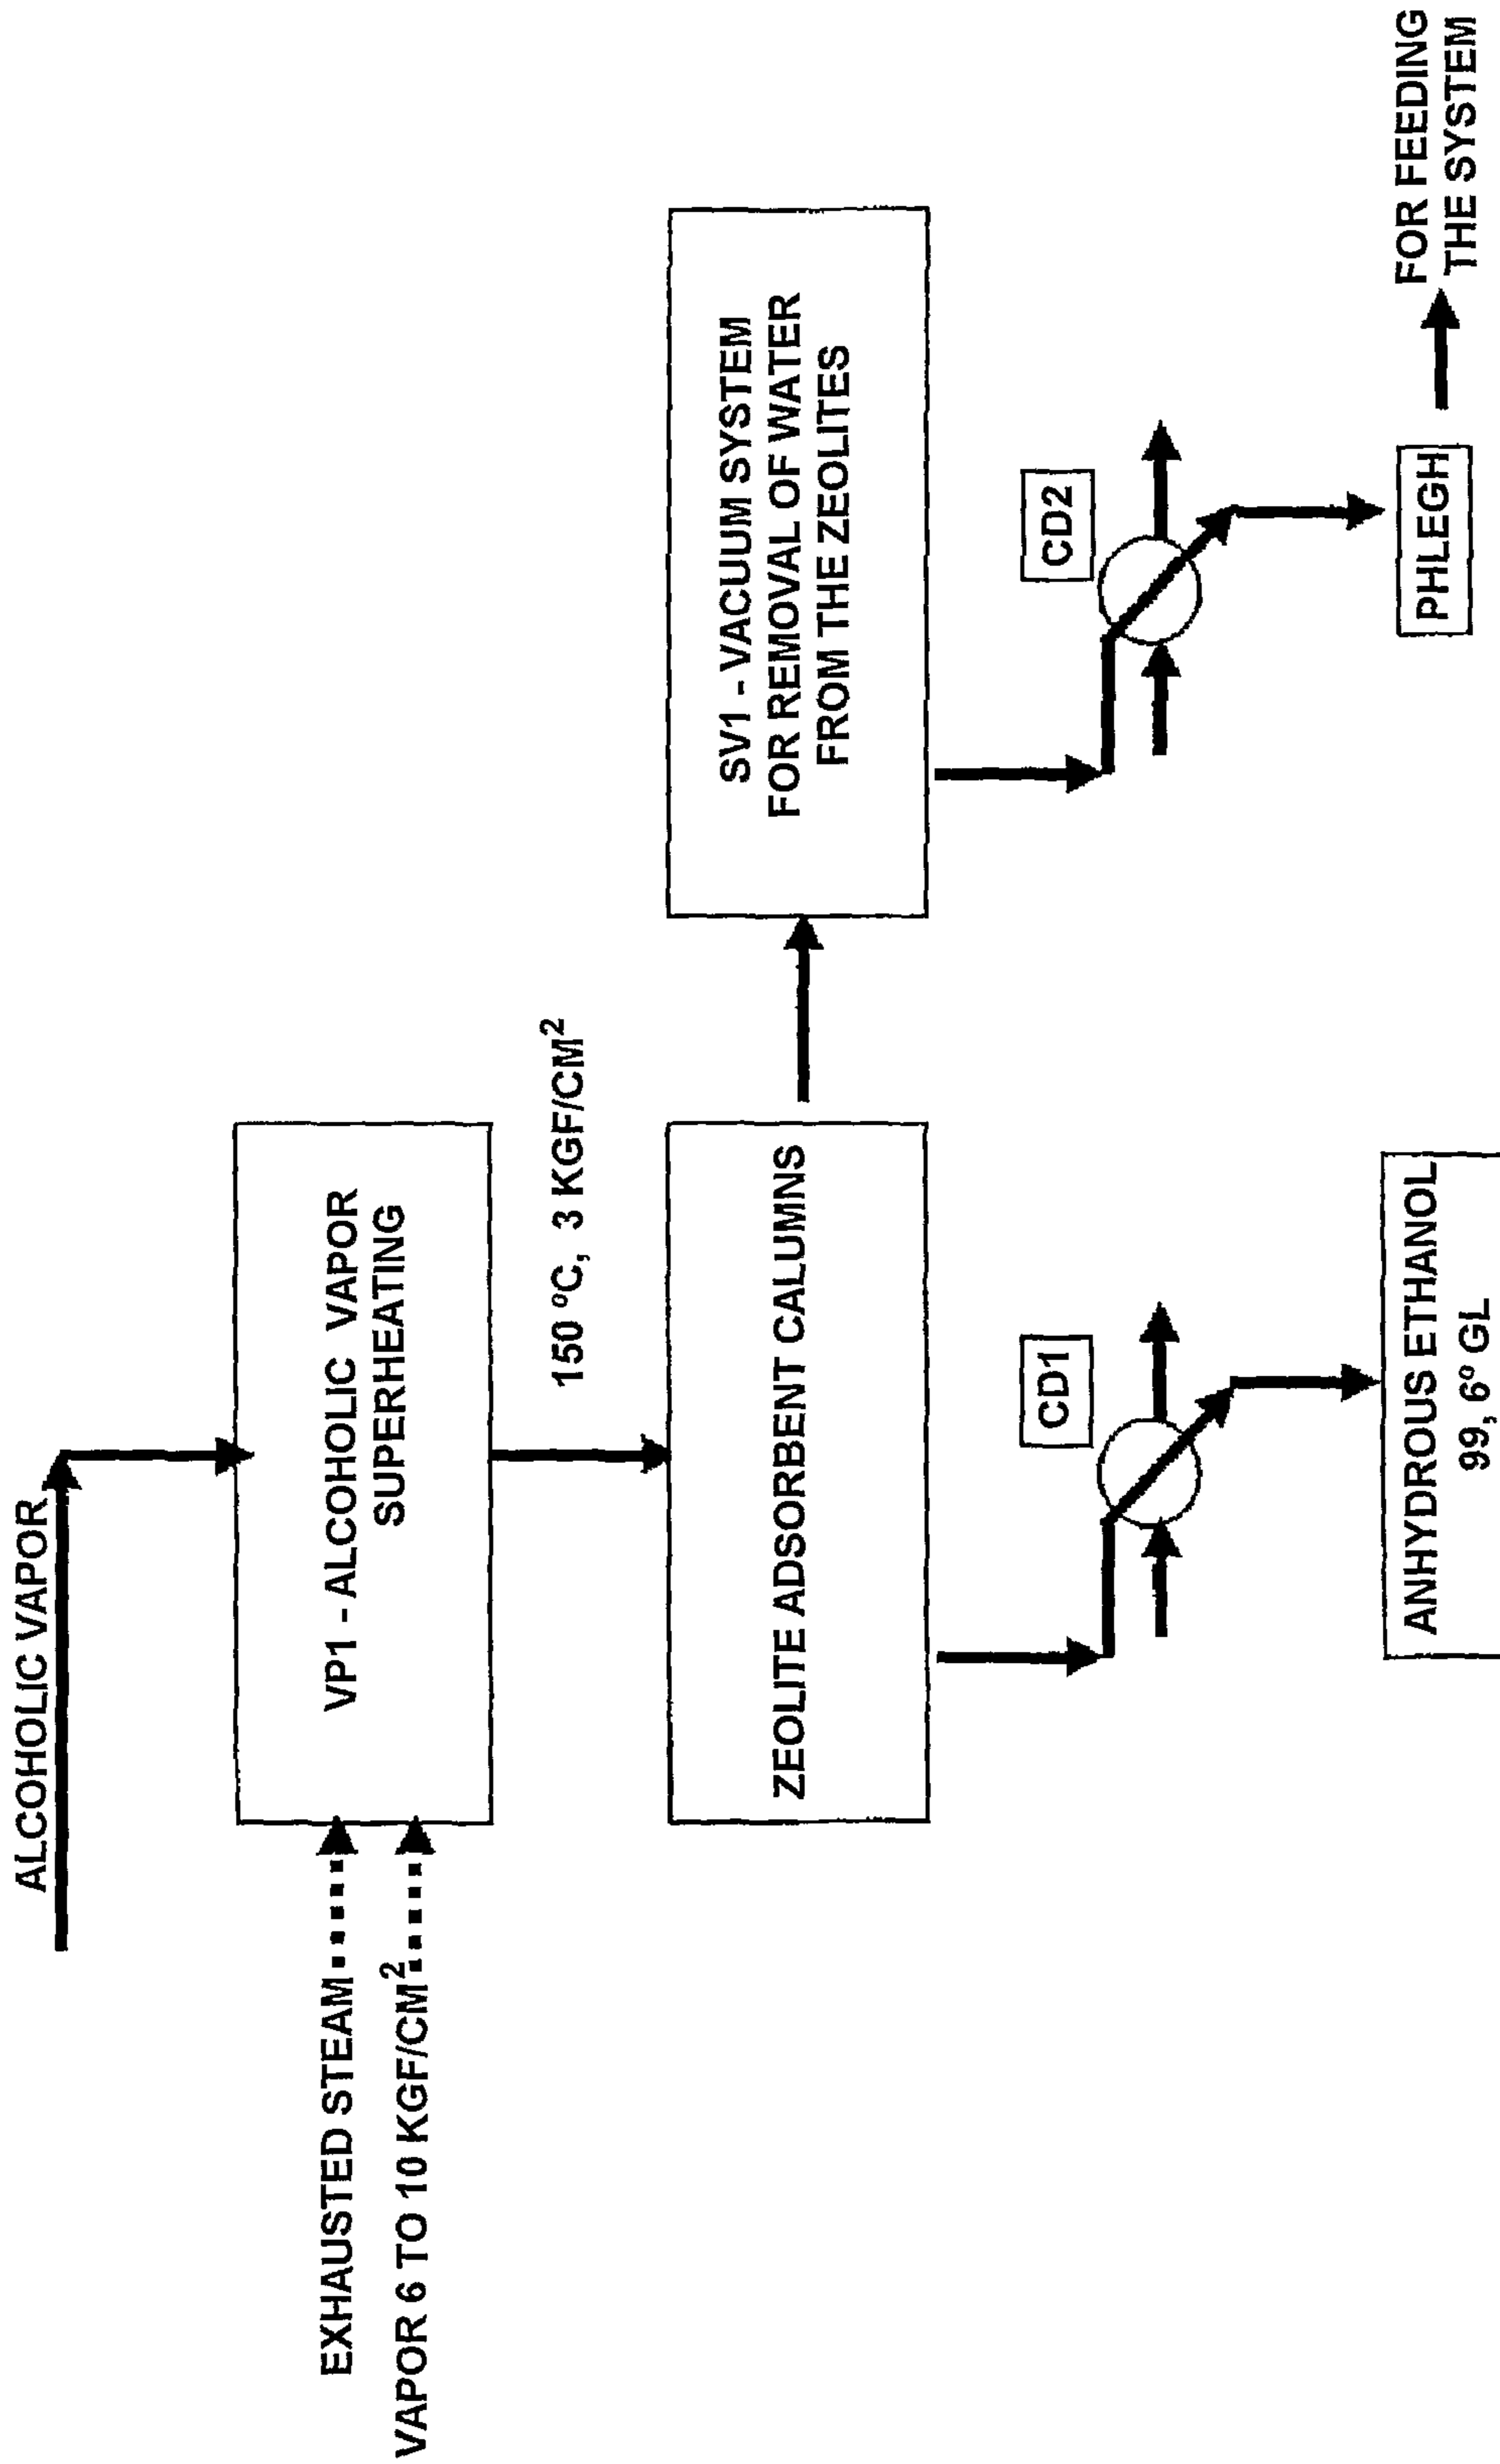 ALCOHOLIC VAPOR
EXHAUSTED STEAM
VAPOR 6 TO 10 KGF/CM²
VP1 - ALCOHOLIC VAPOR
SUPERHEATING
150 ºC, 3 KGF/CM²
ZEOLITE ADSORBENT CALUMNS
SV1 - VACUUM SYSTEM
FOR REMOVAL OF WATER
FROM THE ZEOLITES
CD1
CD2
ANHYDROUS ETHANOL
99, 6º GL
PHLEGH
FOR FEEDING
THE SYSTEM